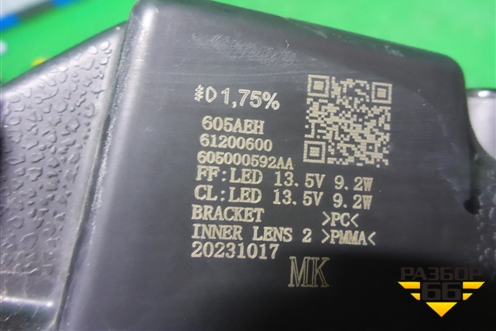 D 1,75%
605AEH
61200600
605000592AA
FF:LED 13.5V 9.2W
CL:LED 13.5V 9.2W
BRACKET >PC<
INNER LENS 2 >PMMA<
20231017
MK
РАЗБОР
66